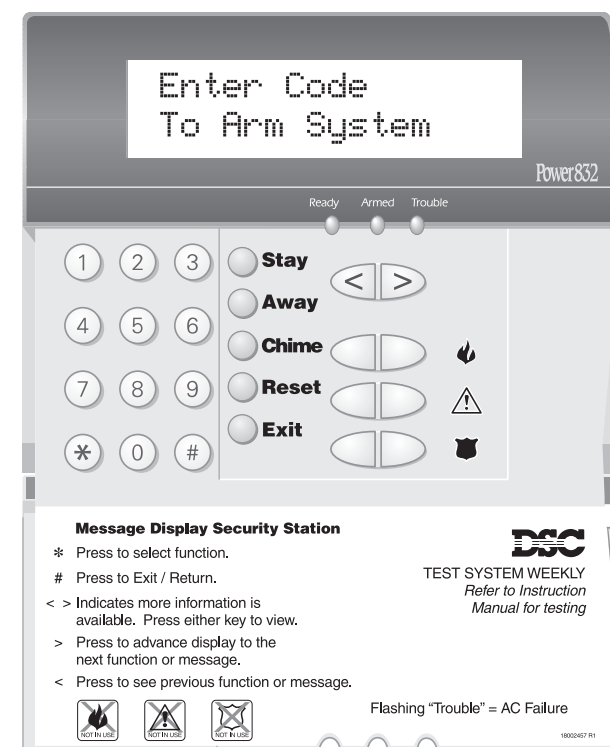 Enter Code
To Arm System
Power832
Ready Armed Trouble
1 2 3
4 5 6
7 8 9
* 0 #
Stay
Away
Chime
Reset
Exit
< >
Message Display Security Station
* Press to select function.
# Press to Exit / Return.
< > Indicates more information is
available. Press either key to view.
> Press to advance display to the
next function or message.
< Press to see previous function or message.
NOT IN USE NOT IN USE NOT IN USE
DSC
TEST SYSTEM WEEKLY
Refer to Instruction
Manual for testing
Flashing "Trouble" = AC Failure
18002457 R1